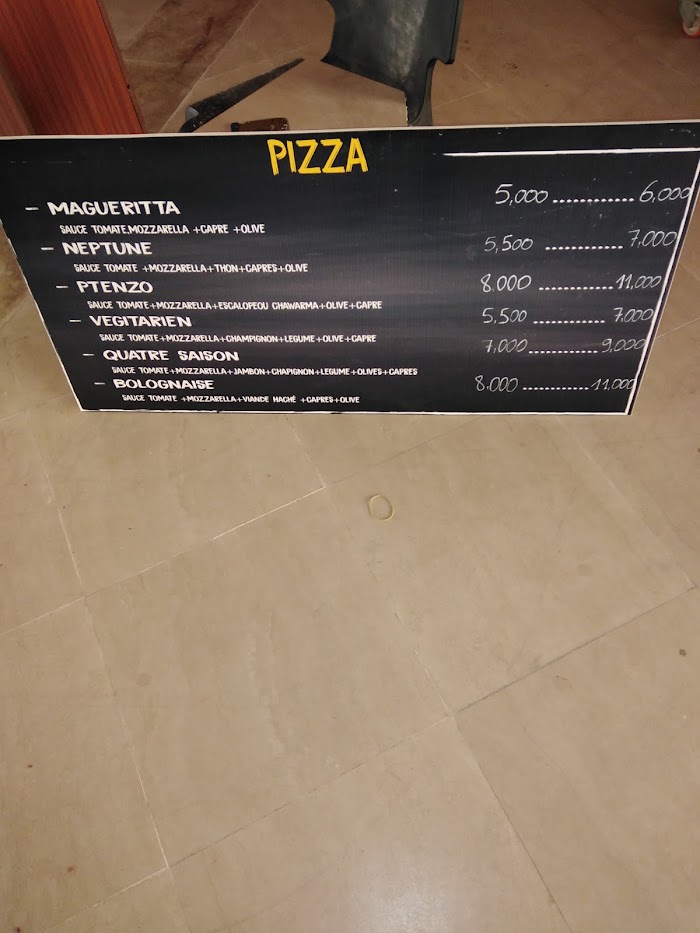 PIZZA
- MAGUERITTA 5,000 ............ 6,000
SAUCE TOMATE,MOZZARELLA +CAPRE +OLIVE
- NEPTUNE 5,500 ............ 7,000
SAUCE TOMATE +MOZZARELLA+THON+CAPRES+OLIVE
- PTENZO 8.000 ............ 11,000
SAUCE TOMATE+MOZZARELLA+ESCALOPEOU CHAWARMA+OLIVE+CAPRE
- VEGITARIEN 5,500 ............ 7,000
SAUCE TOMATE+MOZZARELLA+CHAMPIGNON+LEGUME+OLIVE+CAPRE
- QUATRE SAISON 7,000 ............ 9,000
SAUCE TOMATE+MOZZARELLA+JAMBON+CHAPIGNON+LEGUME+OLIVES+CAPRES
- BOLOGNAISE 8.000 ............ 11,000
SAUCE TOMATE +MOZZARELLA+VIANDE HACHÉ +CAPRES+OLIVE